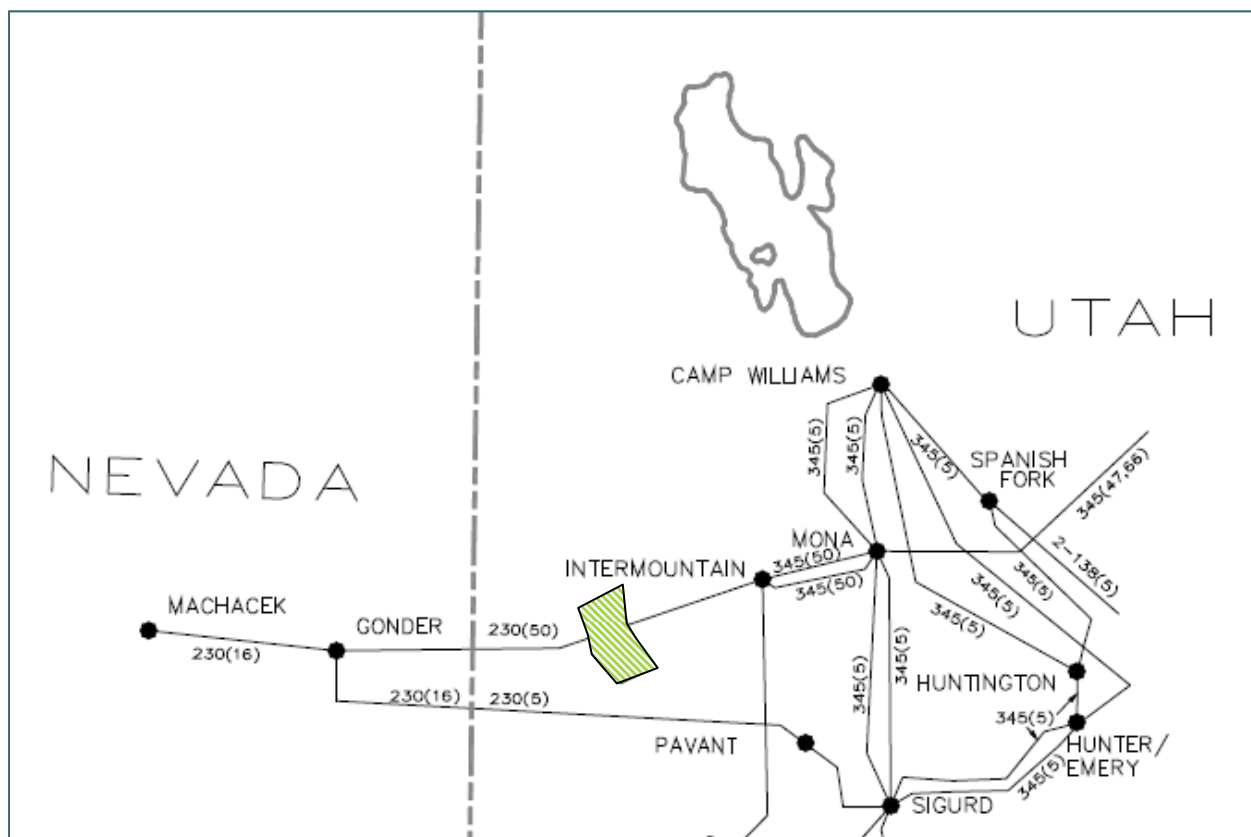 UTAH
CAMP WILLIAMS
345(5)
345(5)
345(5)
SPANISH
FORK
345(47,66)
NEVADA
MONA
345(50)
345(50)
2-138(5)
345(5)
INTERMOUNTAIN
345(5)
345(5)
MACHACEK
GONDER
230(50)
230(16)
345(5)
345(5)
HUNTINGTON
230(16)
230(5)
345(5)
PAVANT
HUNTER/
EMERY
345(5)
SIGURD